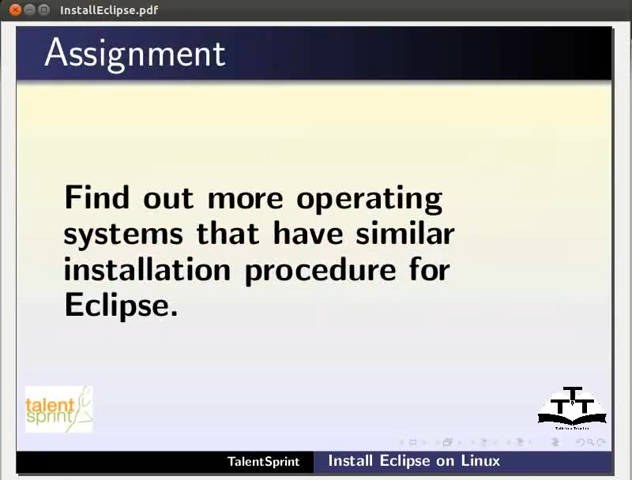 InstallEclipse.pdf
Assignment
Find out more operating
systems that have similar
installation procedure for
Eclipse.
talent
sprint
TTT
TalentSprint
Install Eclipse on Linux